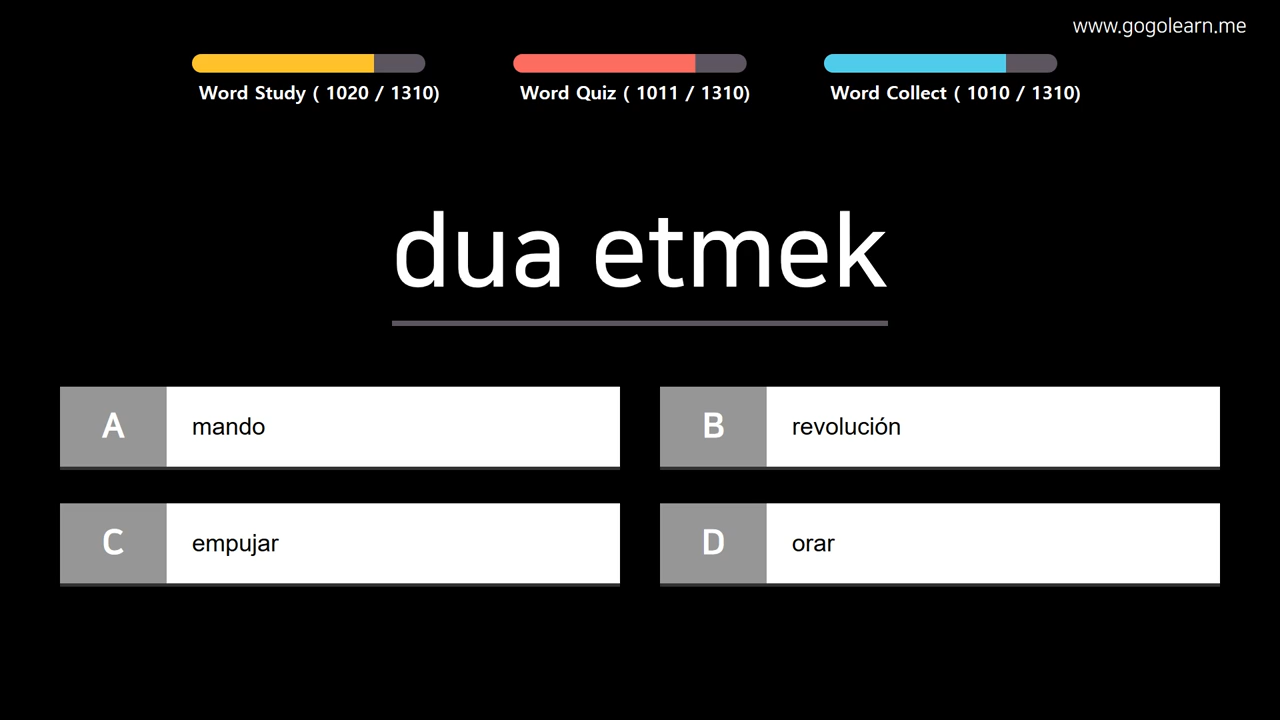 www.gogolearn.me
Word Study ( 1020 / 1310)
Word Quiz ( 1011 / 1310)
Word Collect ( 1010 / 1310)
dua etmek
A
mando
B
revolución
C
empujar
D
orar